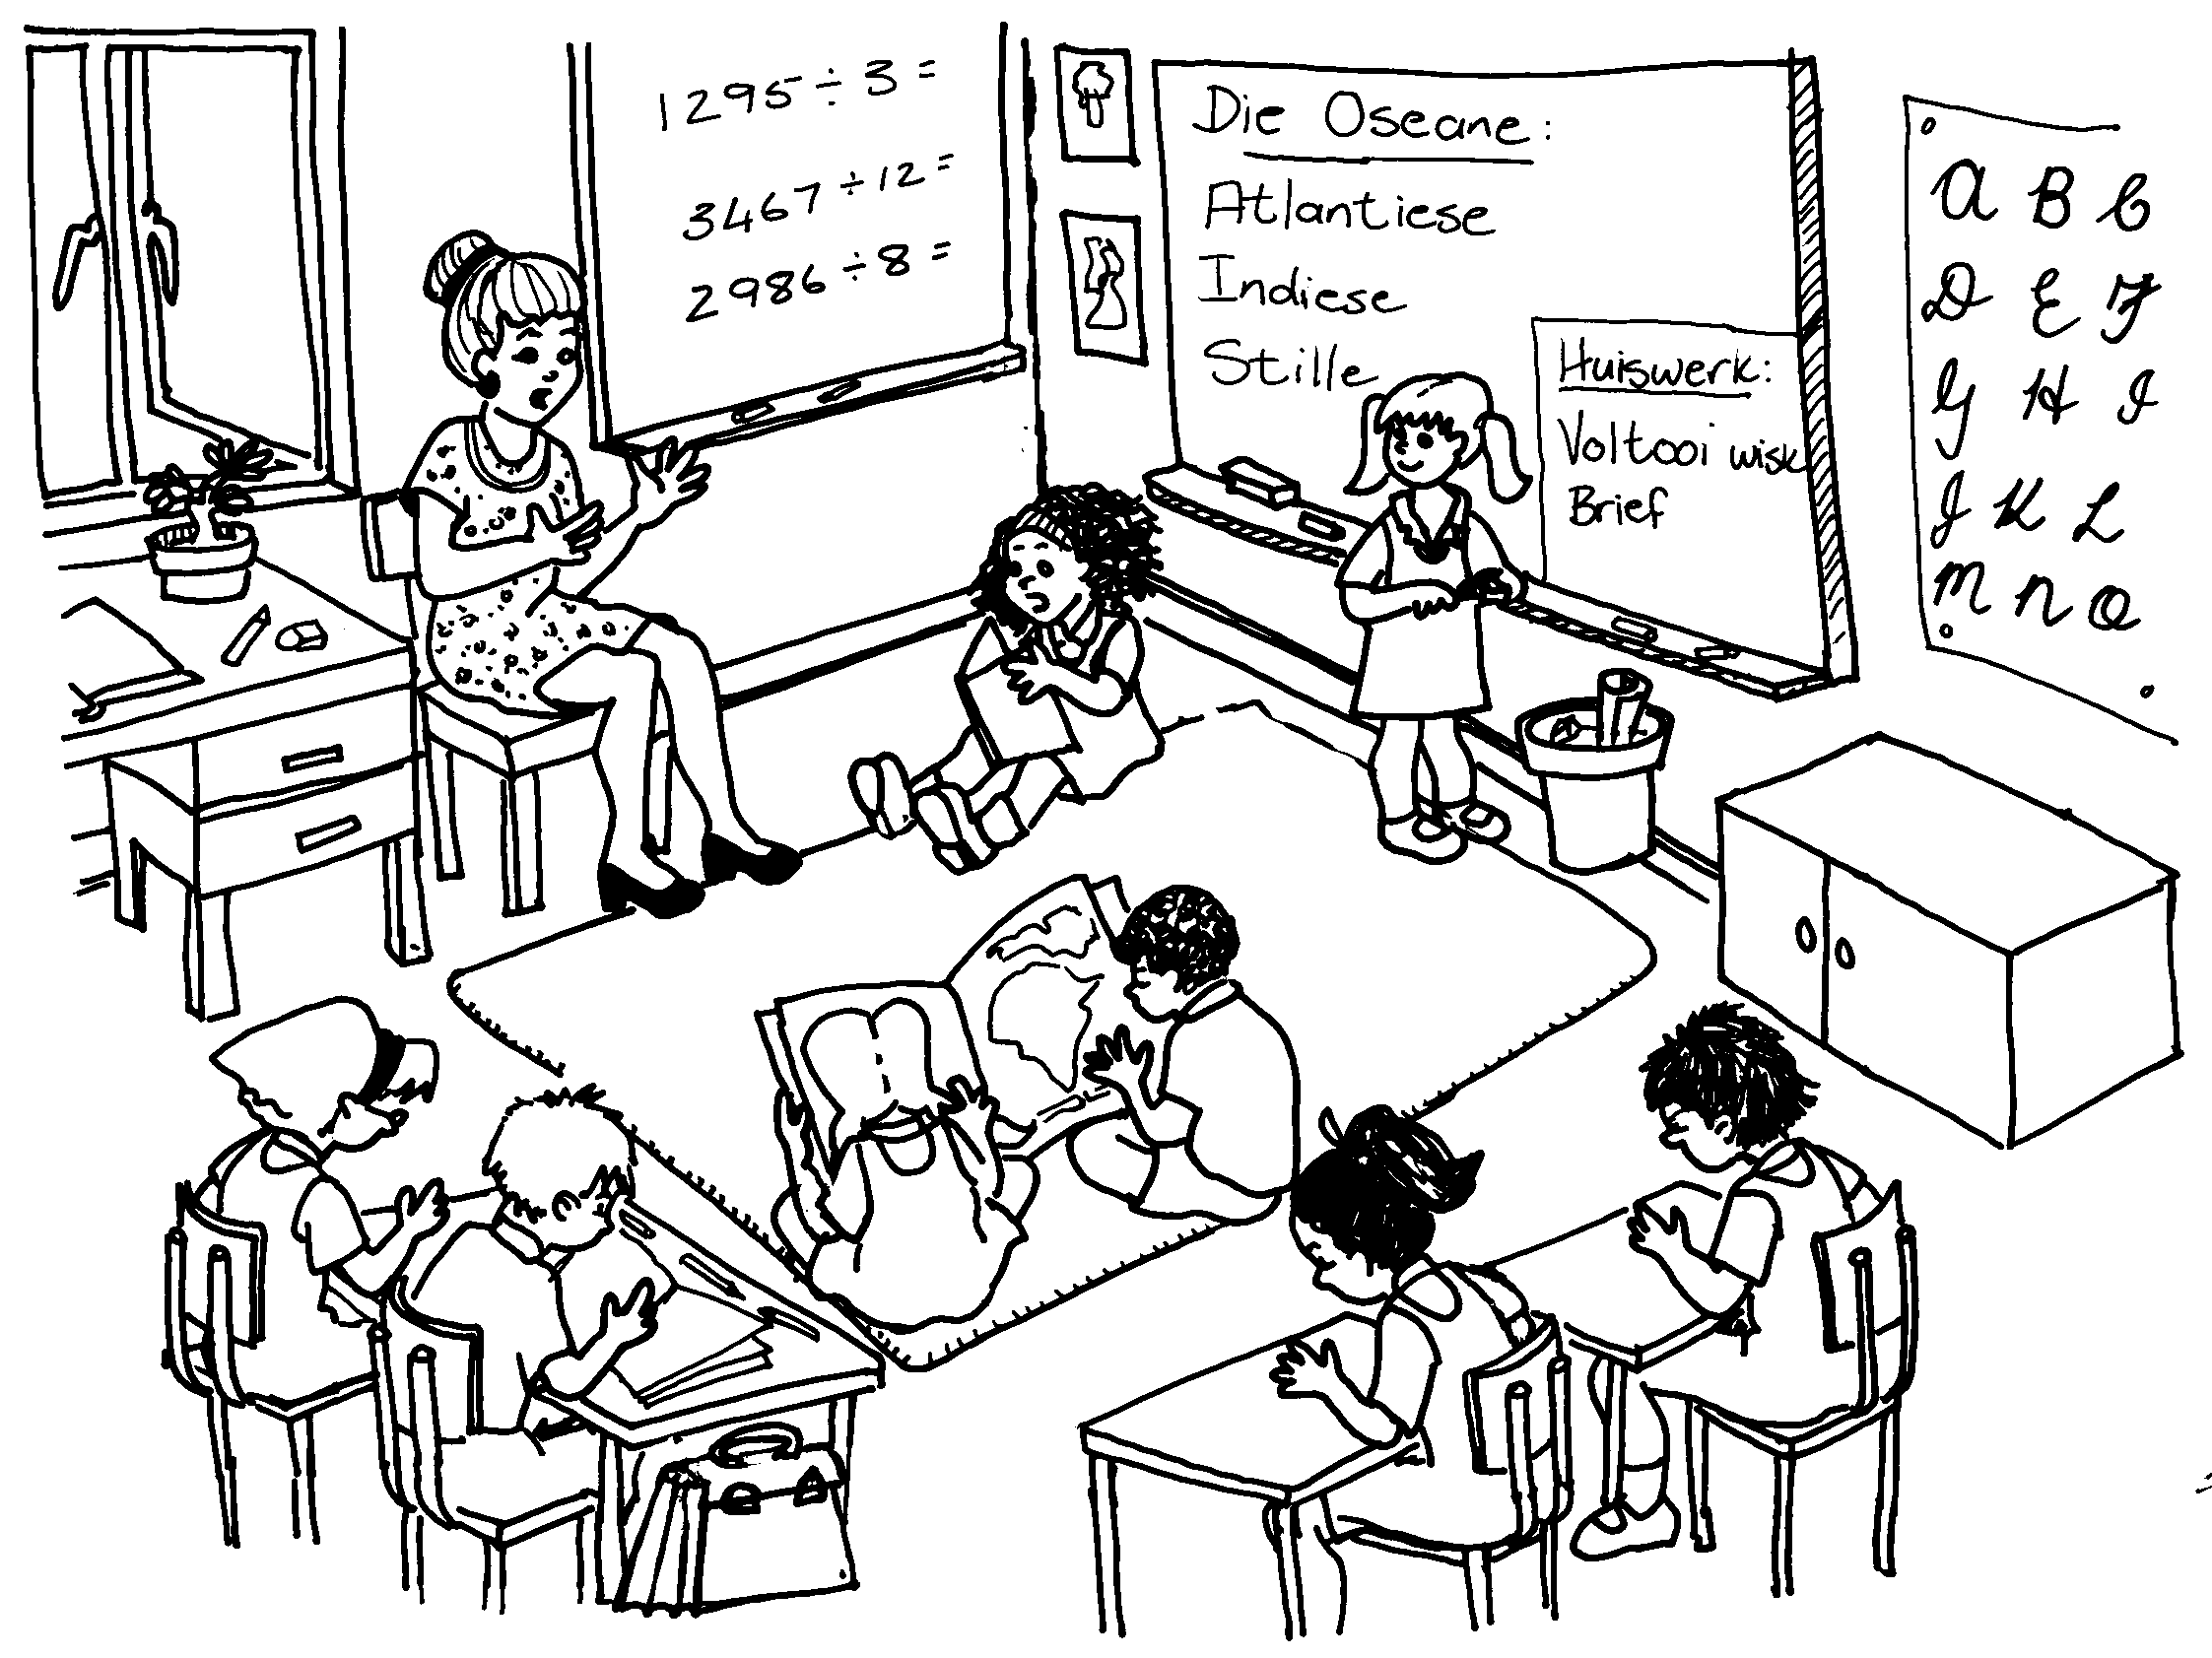 1295 ÷ 3 =
3467 ÷ 12 =
2986 ÷ 8 =
Die Oseane:
Atlantiese
Indiese
Stille
Huiswerk:
Voltooi wisk
Brief
A B C
D E F
G H I
J K L
M N O